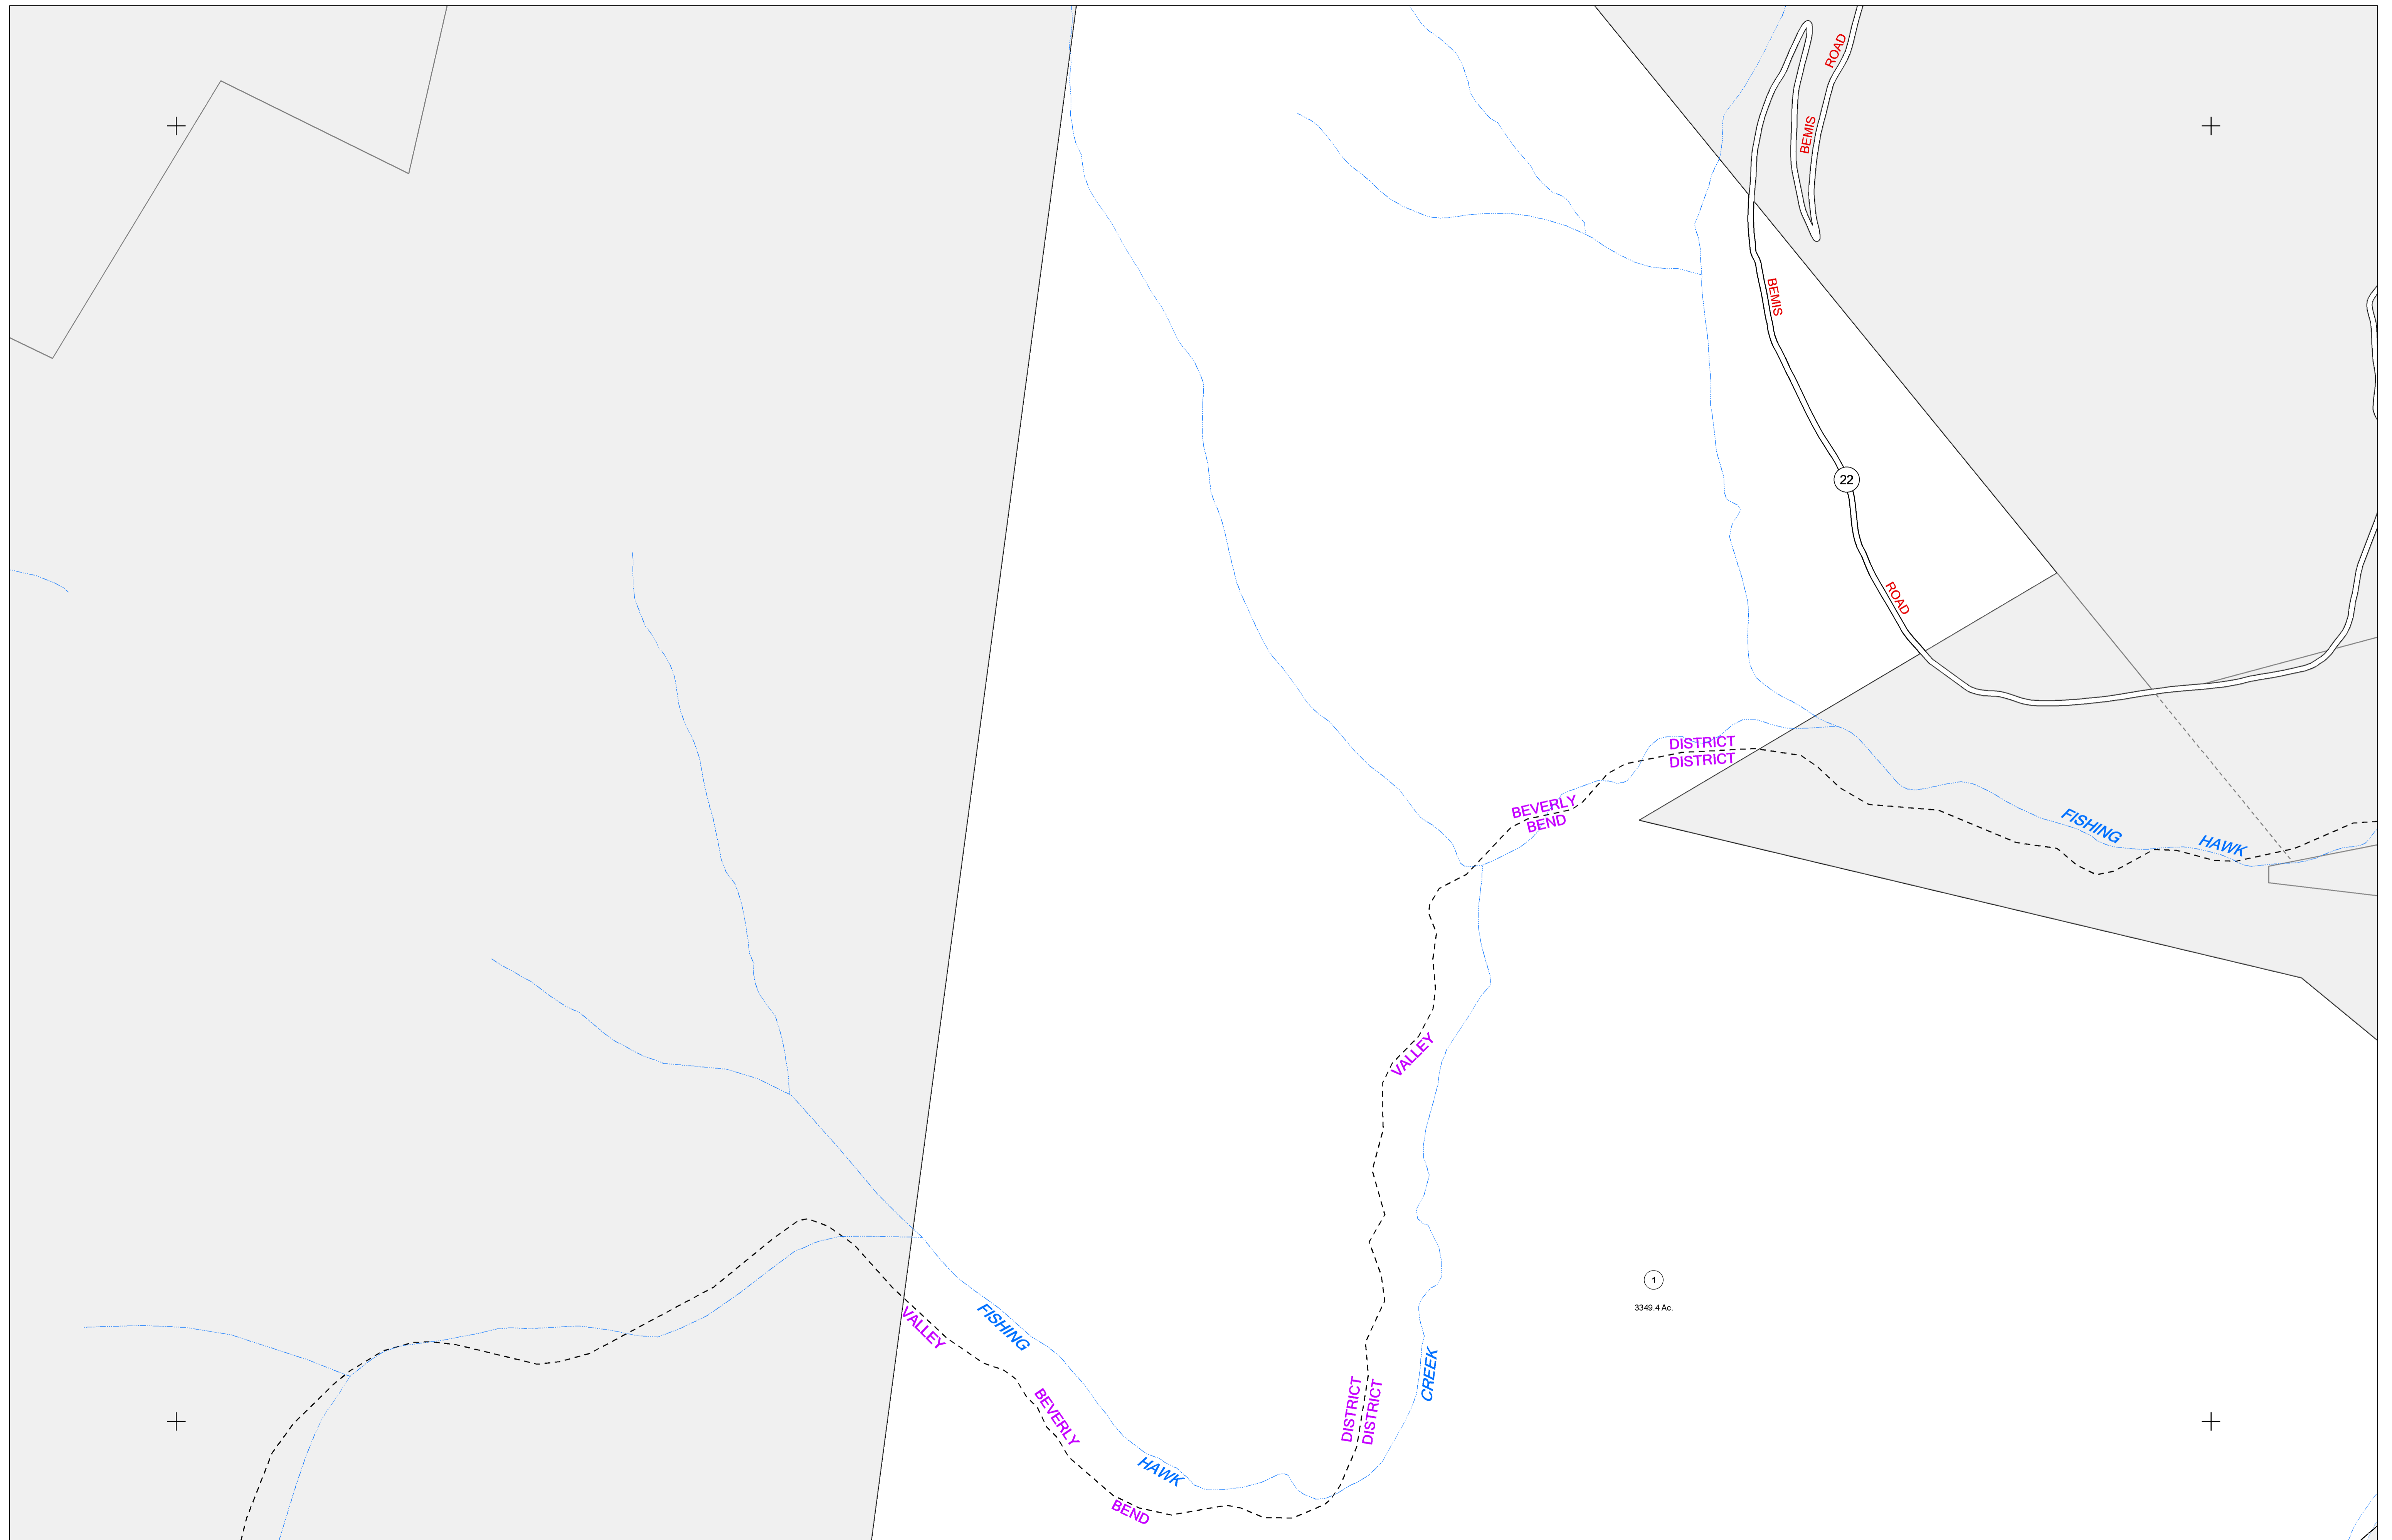 ROAD
BEMIS
BEMIS
22
ROAD
DISTRICT
DISTRICT
BEVERLY
BEND
FISHING
HAWK
VALLEY
1
3349.4 Ac.
VALLEY
FISHING
CREEK
DISTRICT
DISTRICT
BEVERLY
HAWK
BEND